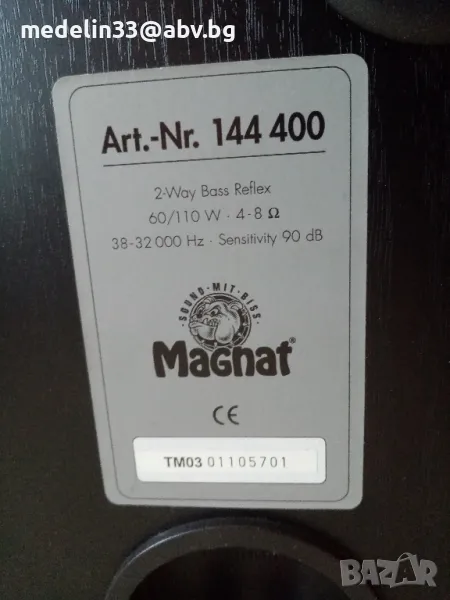 medelin33@abv.bg
Art.-Nr. 144 400
2-Way Bass Reflex
60/110 W · 4-8 Ω
38-32 000 Hz · Sensitivity 90 dB
·SOUND·MIT·BISS·
Magnat®
CE
TM03 01105701
BAZAR